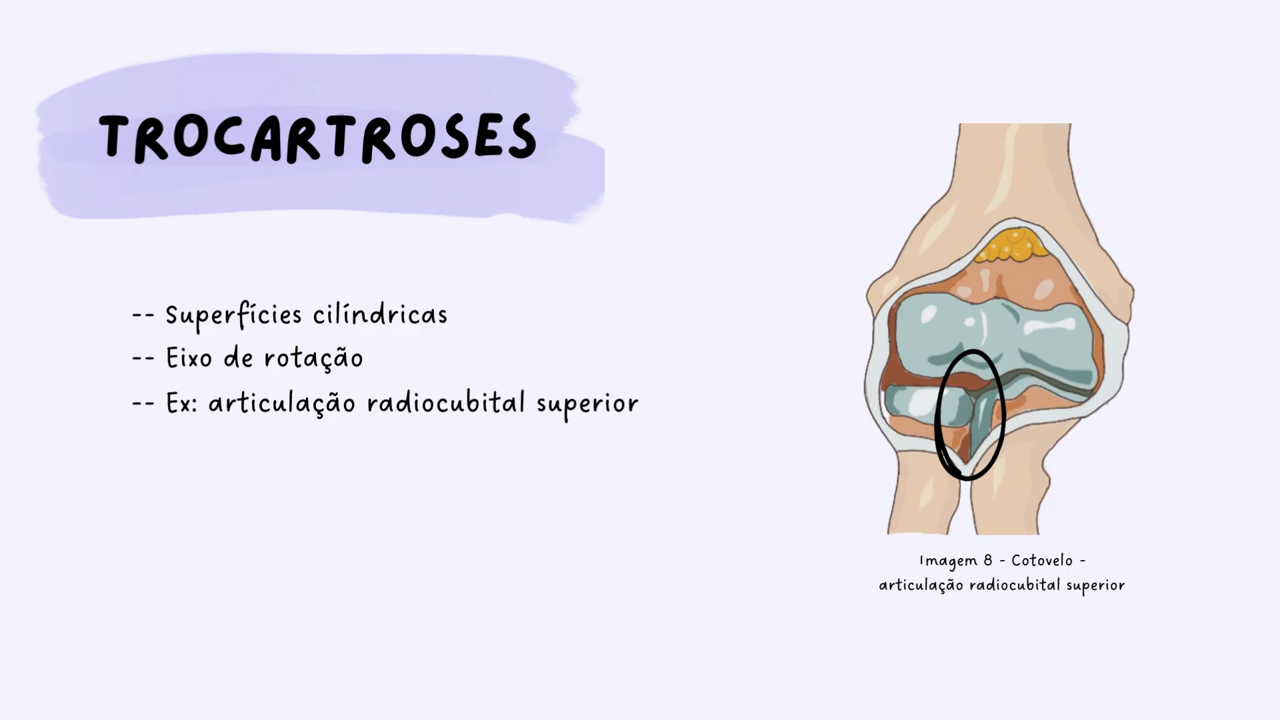 TROCARTROSES
-- Superfícies cilíndricas
-- Eixo de rotação
-- Ex: articulação radiocubital superior
Imagem 8 - Cotovelo -
articulação radiocubital superior